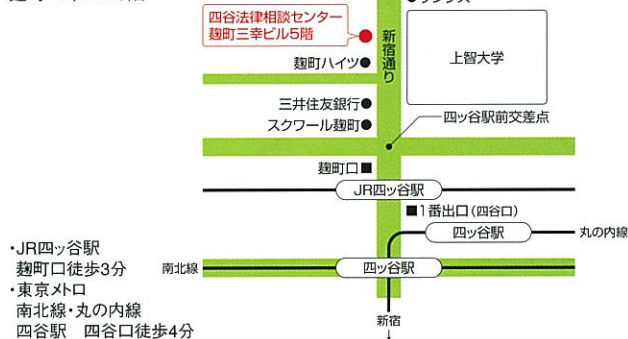 四谷法律相談センター
麹町三幸ビル5階
新宿通り
上智大学
麹町ハイツ●
三井住友銀行●
スクワール麹町●
四ッ谷駅前交差点
麹町口■
JR四ッ谷駅
■1番出口(四谷口)
四ッ谷駅
丸の内線
・JR四ッ谷駅
麹町口徒歩3分
南北線
四ッ谷駅
・東京メトロ
南北線・丸の内線
四谷駅 四谷口徒歩4分
新宿
↓